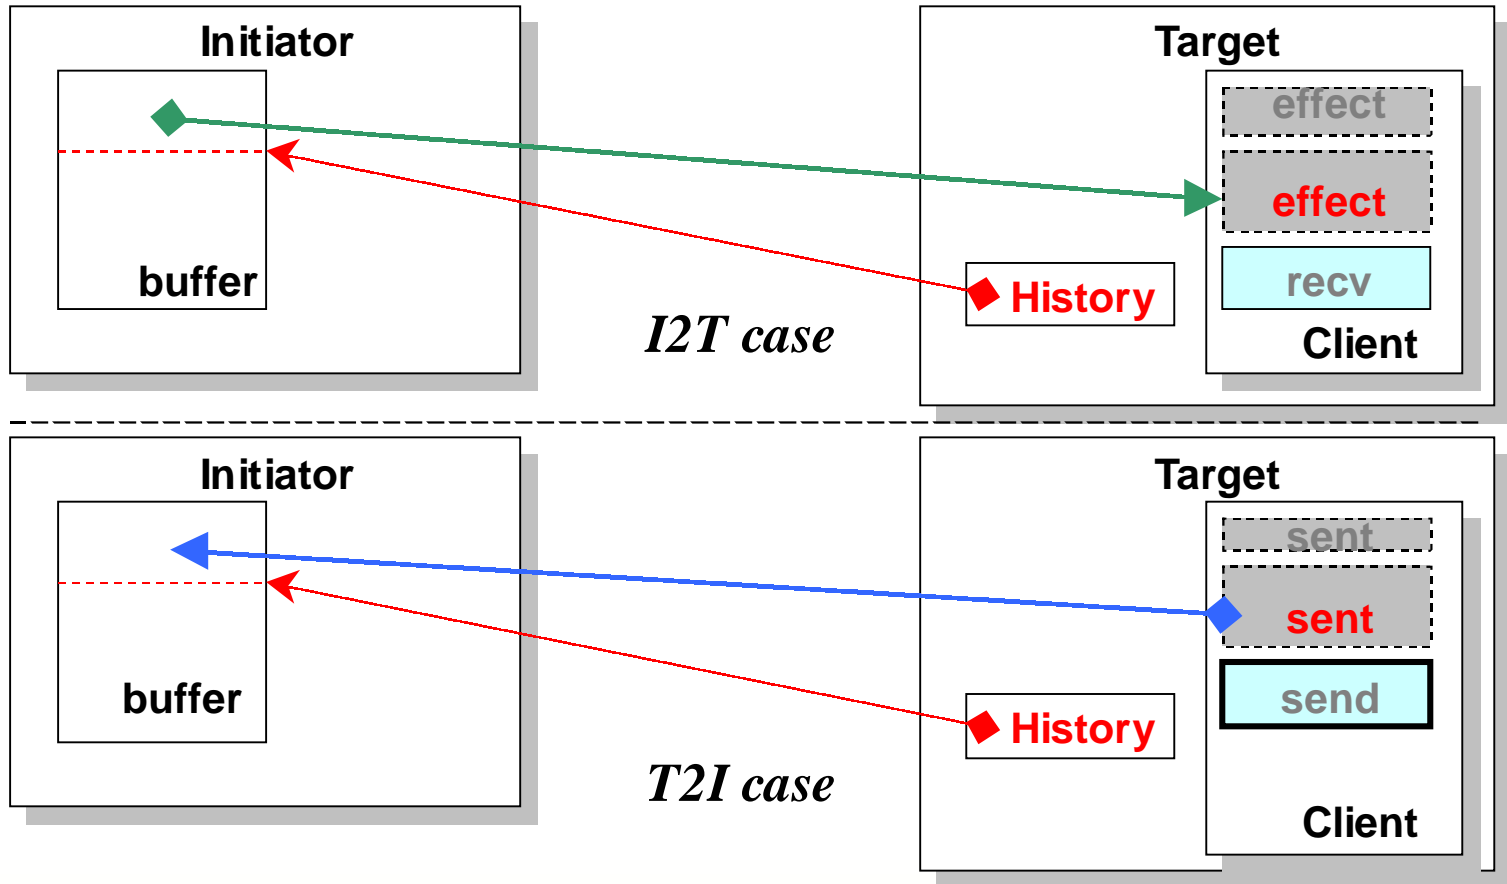 Initiator
Target
effect
effect
recv
buffer
History
I2T case
Client
Initiator
Target
sent
sent
send
buffer
History
T2I case
Client